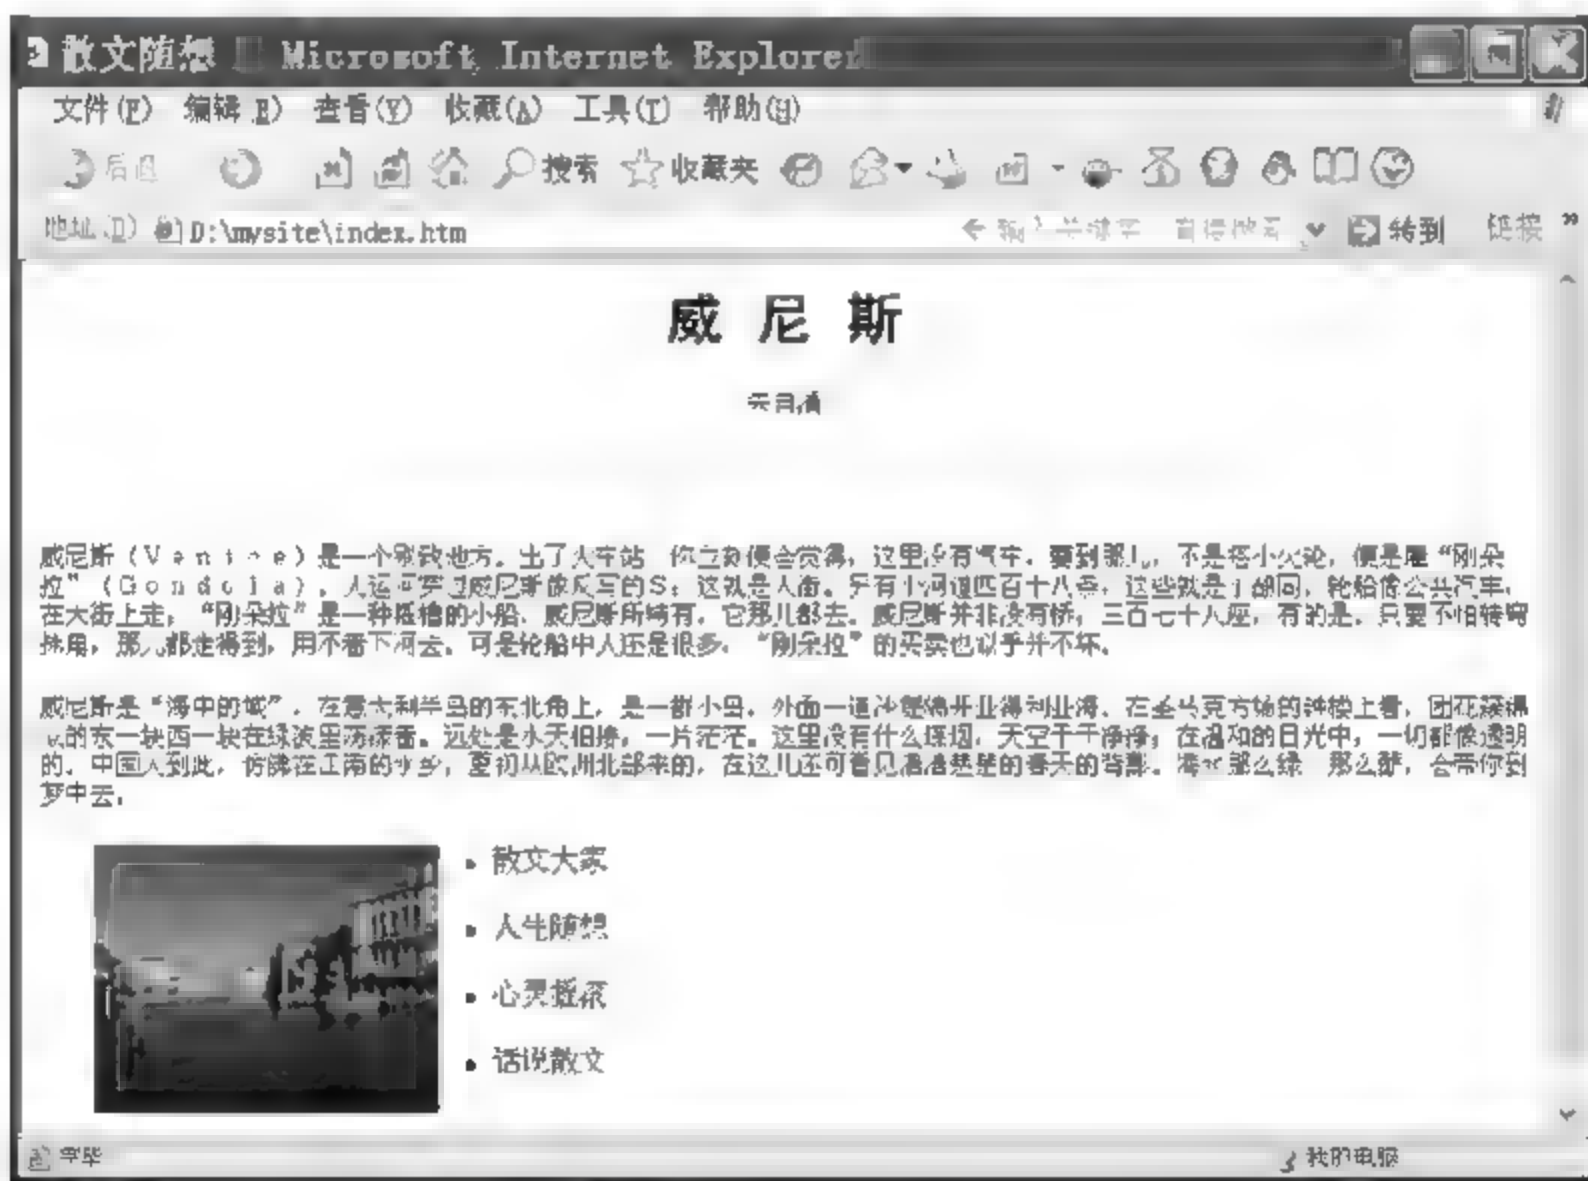 散文随想 Microsoft Internet Explorer
文件(F) 编辑(E) 查看(V) 收藏(A) 工具(T) 帮助(H)
后退 搜索 收藏夹
地址(D) D:\mysite\index.htm 转到 链接 »
威 尼 斯
朱自清
威尼斯（Venice）是一个别致地方。出了火车站，你立刻便会觉得，这里没有汽车，要到那儿，不是搭小火轮，便是雇“刚朵
拉”（Gondola）。大运河穿过威尼斯像反写的S；这就是大街。另有小河道四百十八条，这些就是小胡同。轮船像公共汽车，
在大街上走，“刚朵拉”是一种摇橹的小船，威尼斯所特有，它那儿都去。威尼斯并非没有桥；三百七十八座，有的是。只要不怕转弯
抹角，那儿都走得到，用不着下河去。可是轮船中人还是很多，“刚朵拉”的买卖也似乎并不坏。
威尼斯是“海中的城”，在意大利半岛的东北角上，是一群小岛，外面一道沙堤隔开亚得利亚海。在圣马克方场的钟楼上看，团花簇锦
似的东一块西一块在绿波里荡漾着。远处是水天相接，一片茫茫。这里没有什么煤烟，天空干干净净；在温和的日光中，一切都像透明
的。中国人到此，仿佛在江南的水乡；夏初从欧洲北部来的，在这儿还可看见清清楚楚的春天的背影。海水那么绿，那么酽，会带你到
梦中去。
• 散文大家
• 人生随想
• 心灵
• 话说散文
完毕 我的电脑